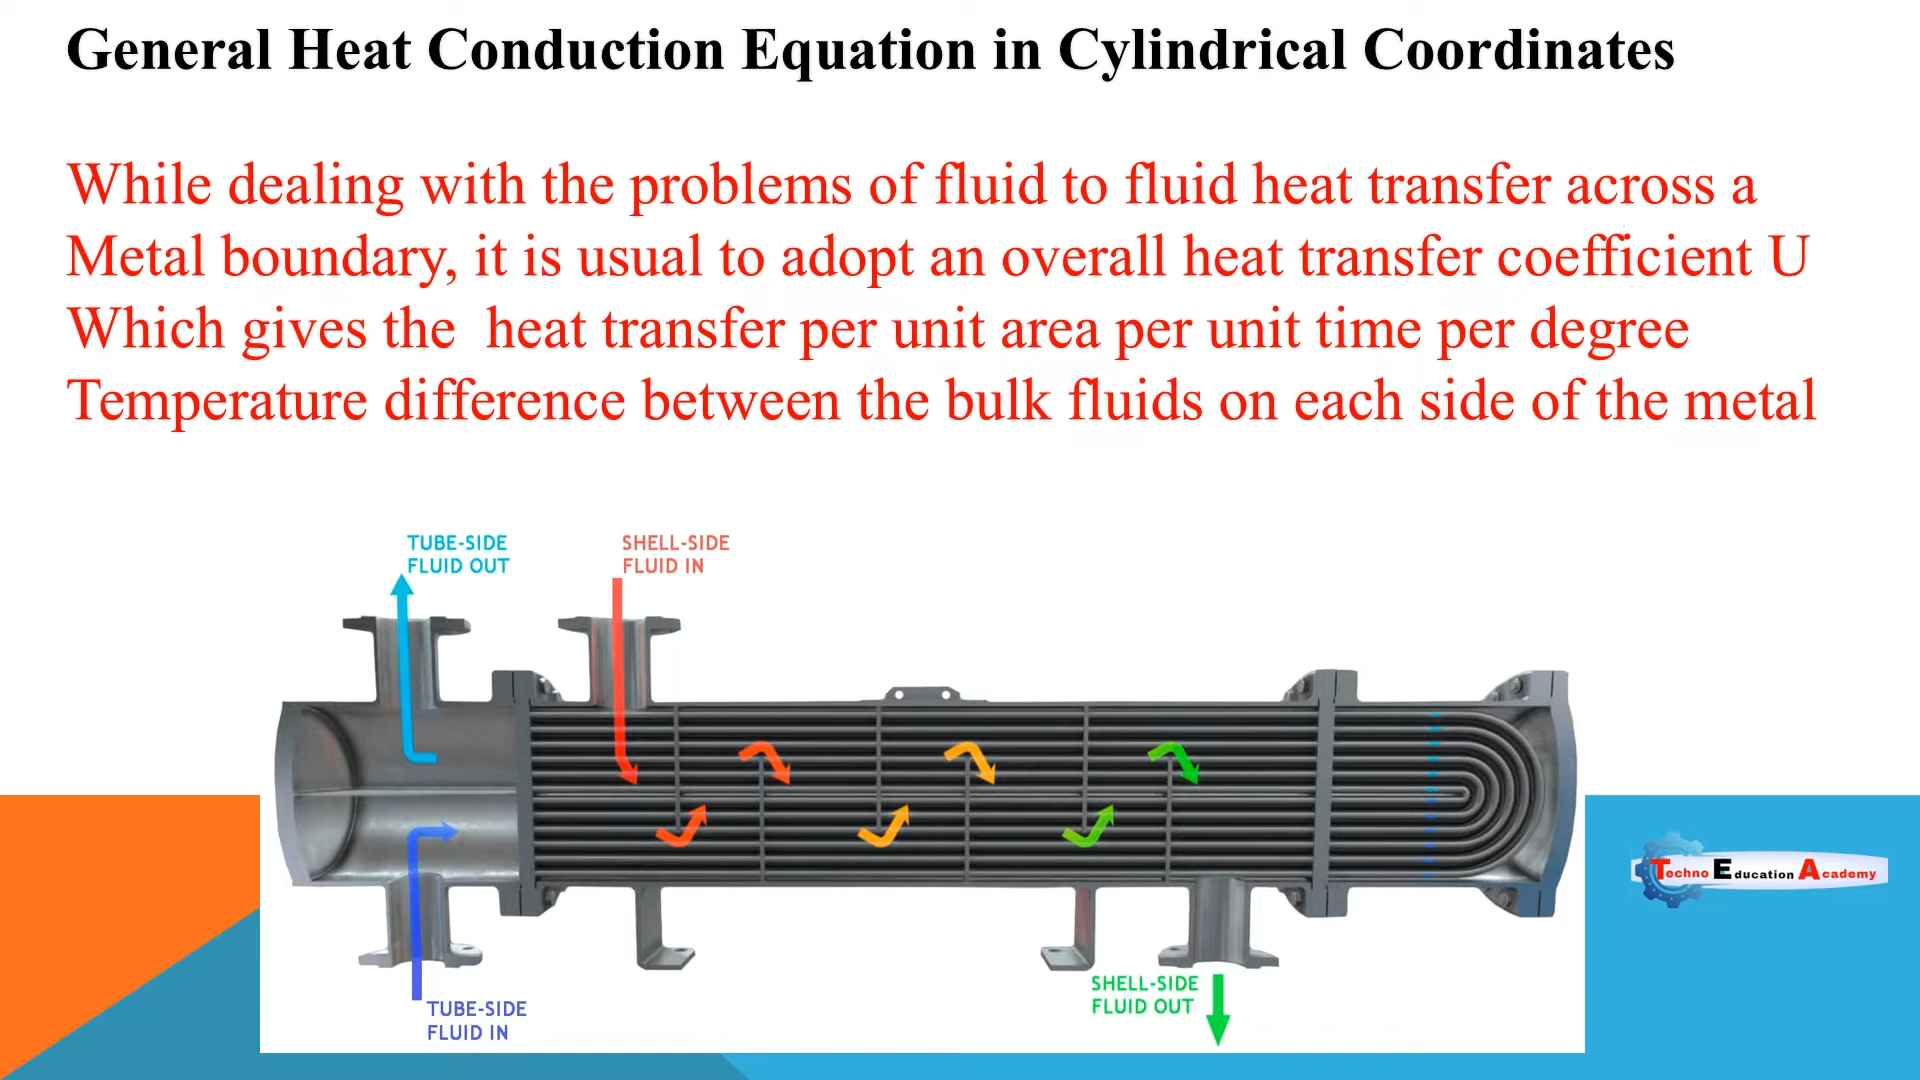 General Heat Conduction Equation in Cylindrical Coordinates
While dealing with the problems of fluid to fluid heat transfer across a
Metal boundary, it is usual to adopt an overall heat transfer coefficient U
Which gives the  heat transfer per unit area per unit time per degree
Temperature difference between the bulk fluids on each side of the metal
TUBE-SIDE
FLUID OUT
SHELL-SIDE
FLUID IN
Techno Education Academy
SHELL-SIDE
FLUID OUT
TUBE-SIDE
FLUID IN